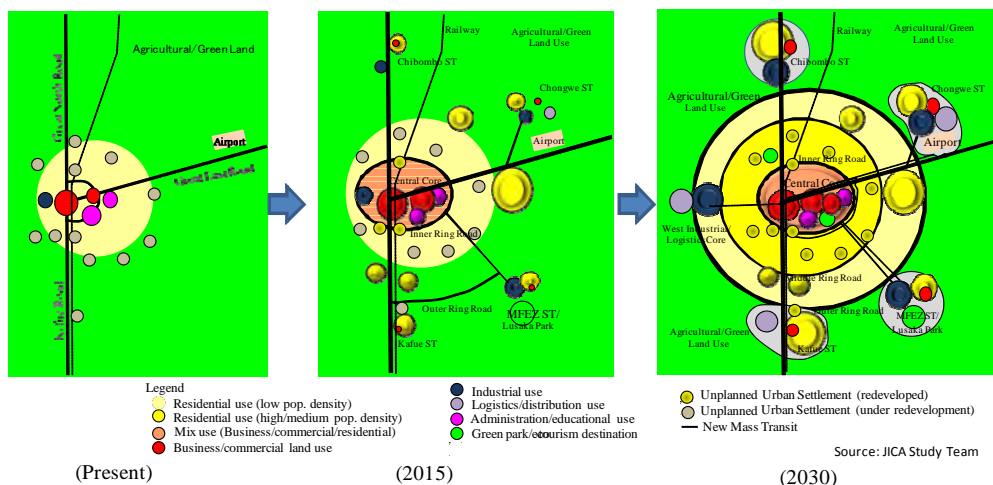 Agricultural/Green Land
Great North Road
Airport
Great East Road
Kafue Road
(Present)
Railway
Agricultural/Green
Land Use
Chibombo ST
Chongwe ST
Airport
Central Core
Inner Ring Road
Outer Ring Road
MFEZ ST/
Lusaka Park
Kafue ST
(2015)
Railway
Agricultural/Green
Land Use
Chibombo ST
Chongwe ST
Agricultural/Green
Land Use
Airport
Inner Ring Road
Central Core
West Industrial/
Logistics Core
Middle Ring Road
Outer Ring Road
MFEZ ST/
Lusaka Park
Agricultural/Green
Land Use
Kafue ST
(2030)
Legend
Residential use (low pop. density)
Residential use (high/medium pop. density)
Mix use (Business/commercial/residential)
Business/commercial land use
Industrial use
Logistics/distribution use
Administration/educational use
Green park/ tourism destination
Unplanned Urban Settlement (redeveloped)
Unplanned Urban Settlement (under redevelopment)
New Mass Transit
Source: JICA Study Team